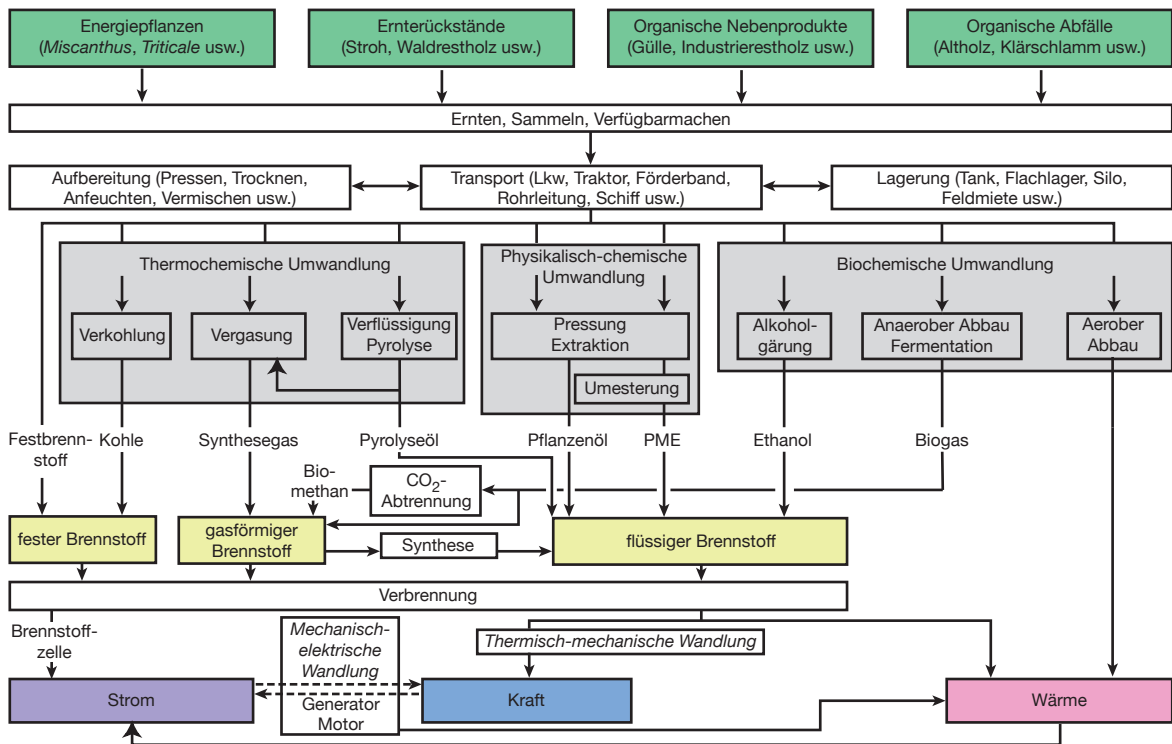 Energiepflanzen
(Miscanthus, Triticale usw.)
Ernterückstände
(Stroh, Waldrestholz usw.)
Organische Nebenprodukte
(Gülle, Industrierestholz usw.)
Organische Abfälle
(Altholz, Klärschlamm usw.)
Ernten, Sammeln, Verfügbarmachen
Aufbereitung (Pressen, Trocknen,
Anfeuchten, Vermischen usw.)
Transport (Lkw, Traktor, Förderband,
Rohrleitung, Schiff usw.)
Lagerung (Tank, Flachlager, Silo,
Feldmiete usw.)
Thermochemische Umwandlung
Physikalisch-chemische
Umwandlung
Biochemische Umwandlung
Verkohlung
Vergasung
Verflüssigung
Pyrolyse
Pressung
Extraktion
Umesterung
Alkohol-
gärung
Anaerober Abbau
Fermentation
Aerober
Abbau
Festbrenn-
stoff
Kohle
Synthesegas
Pyrolyseöl
Pflanzenöl
PME
Ethanol
Biogas
Bio-
methan
CO₂-
Abtrennung
fester Brennstoff
gasförmiger
Brennstoff
Synthese
flüssiger Brennstoff
Verbrennung
Brennstoff-
zelle
Mechanisch-
elektrische
Wandlung
Thermisch-mechanische Wandlung
Strom
Generator
Motor
Kraft
Wärme